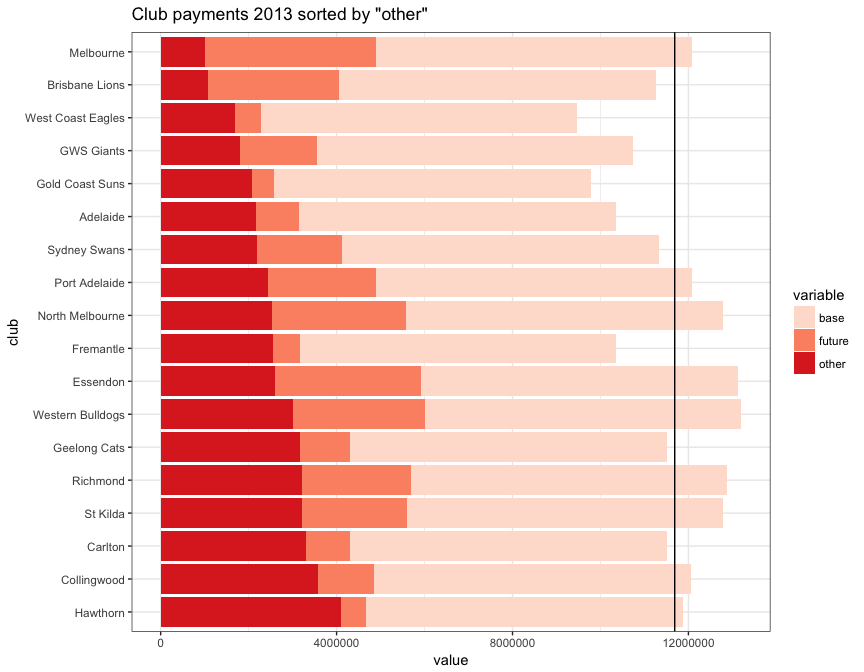 Club payments 2013 sorted by "other"
Melbourne
Brisbane Lions
West Coast Eagles
GWS Giants
Gold Coast Suns
Adelaide
Sydney Swans
Port Adelaide
North Melbourne
Fremantle
Essendon
Western Bulldogs
Geelong Cats
Richmond
St Kilda
Carlton
Collingwood
Hawthorn
club
0
4000000
8000000
12000000
value
variable
base
future
other